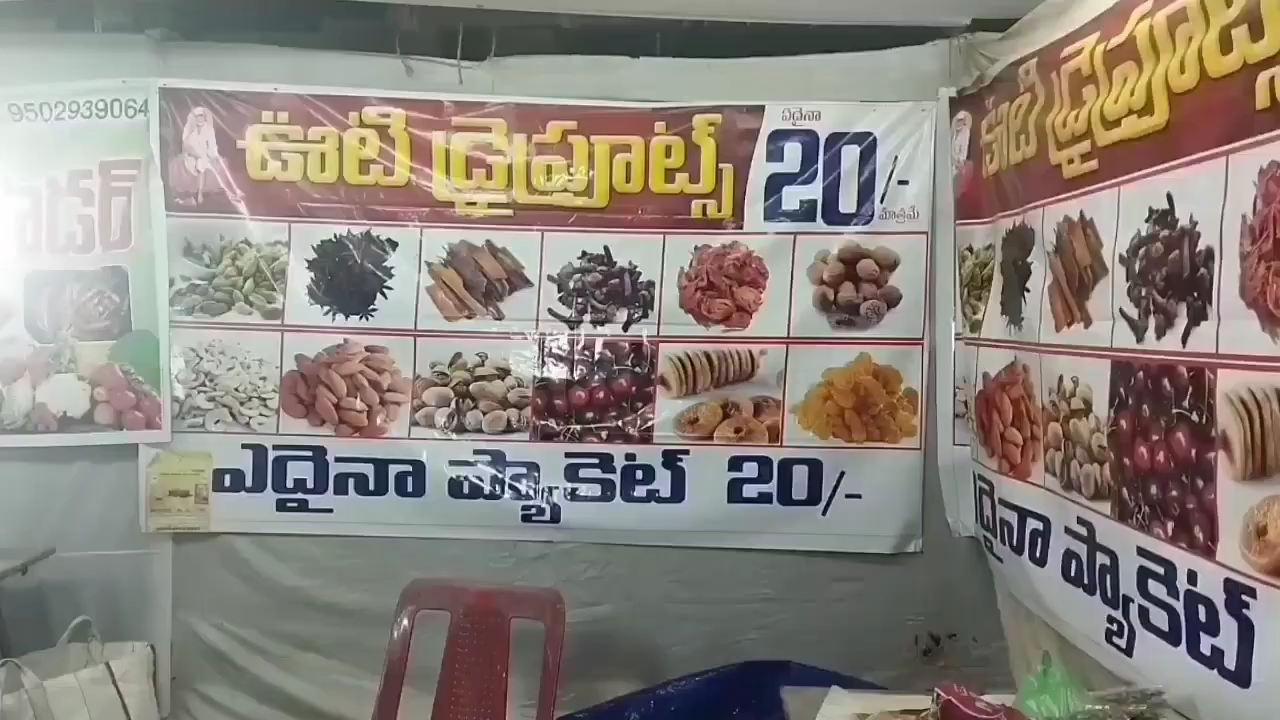 9502939064
ఊటీ డ్రైఫ్రూట్స్
ఏదైనా
20/-
మాత్రమే
ఎదైనా ప్యాకెట్ 20/-
ఊటీ డ్రైఫ్రూట్స్
దైనా ప్యాకెట్